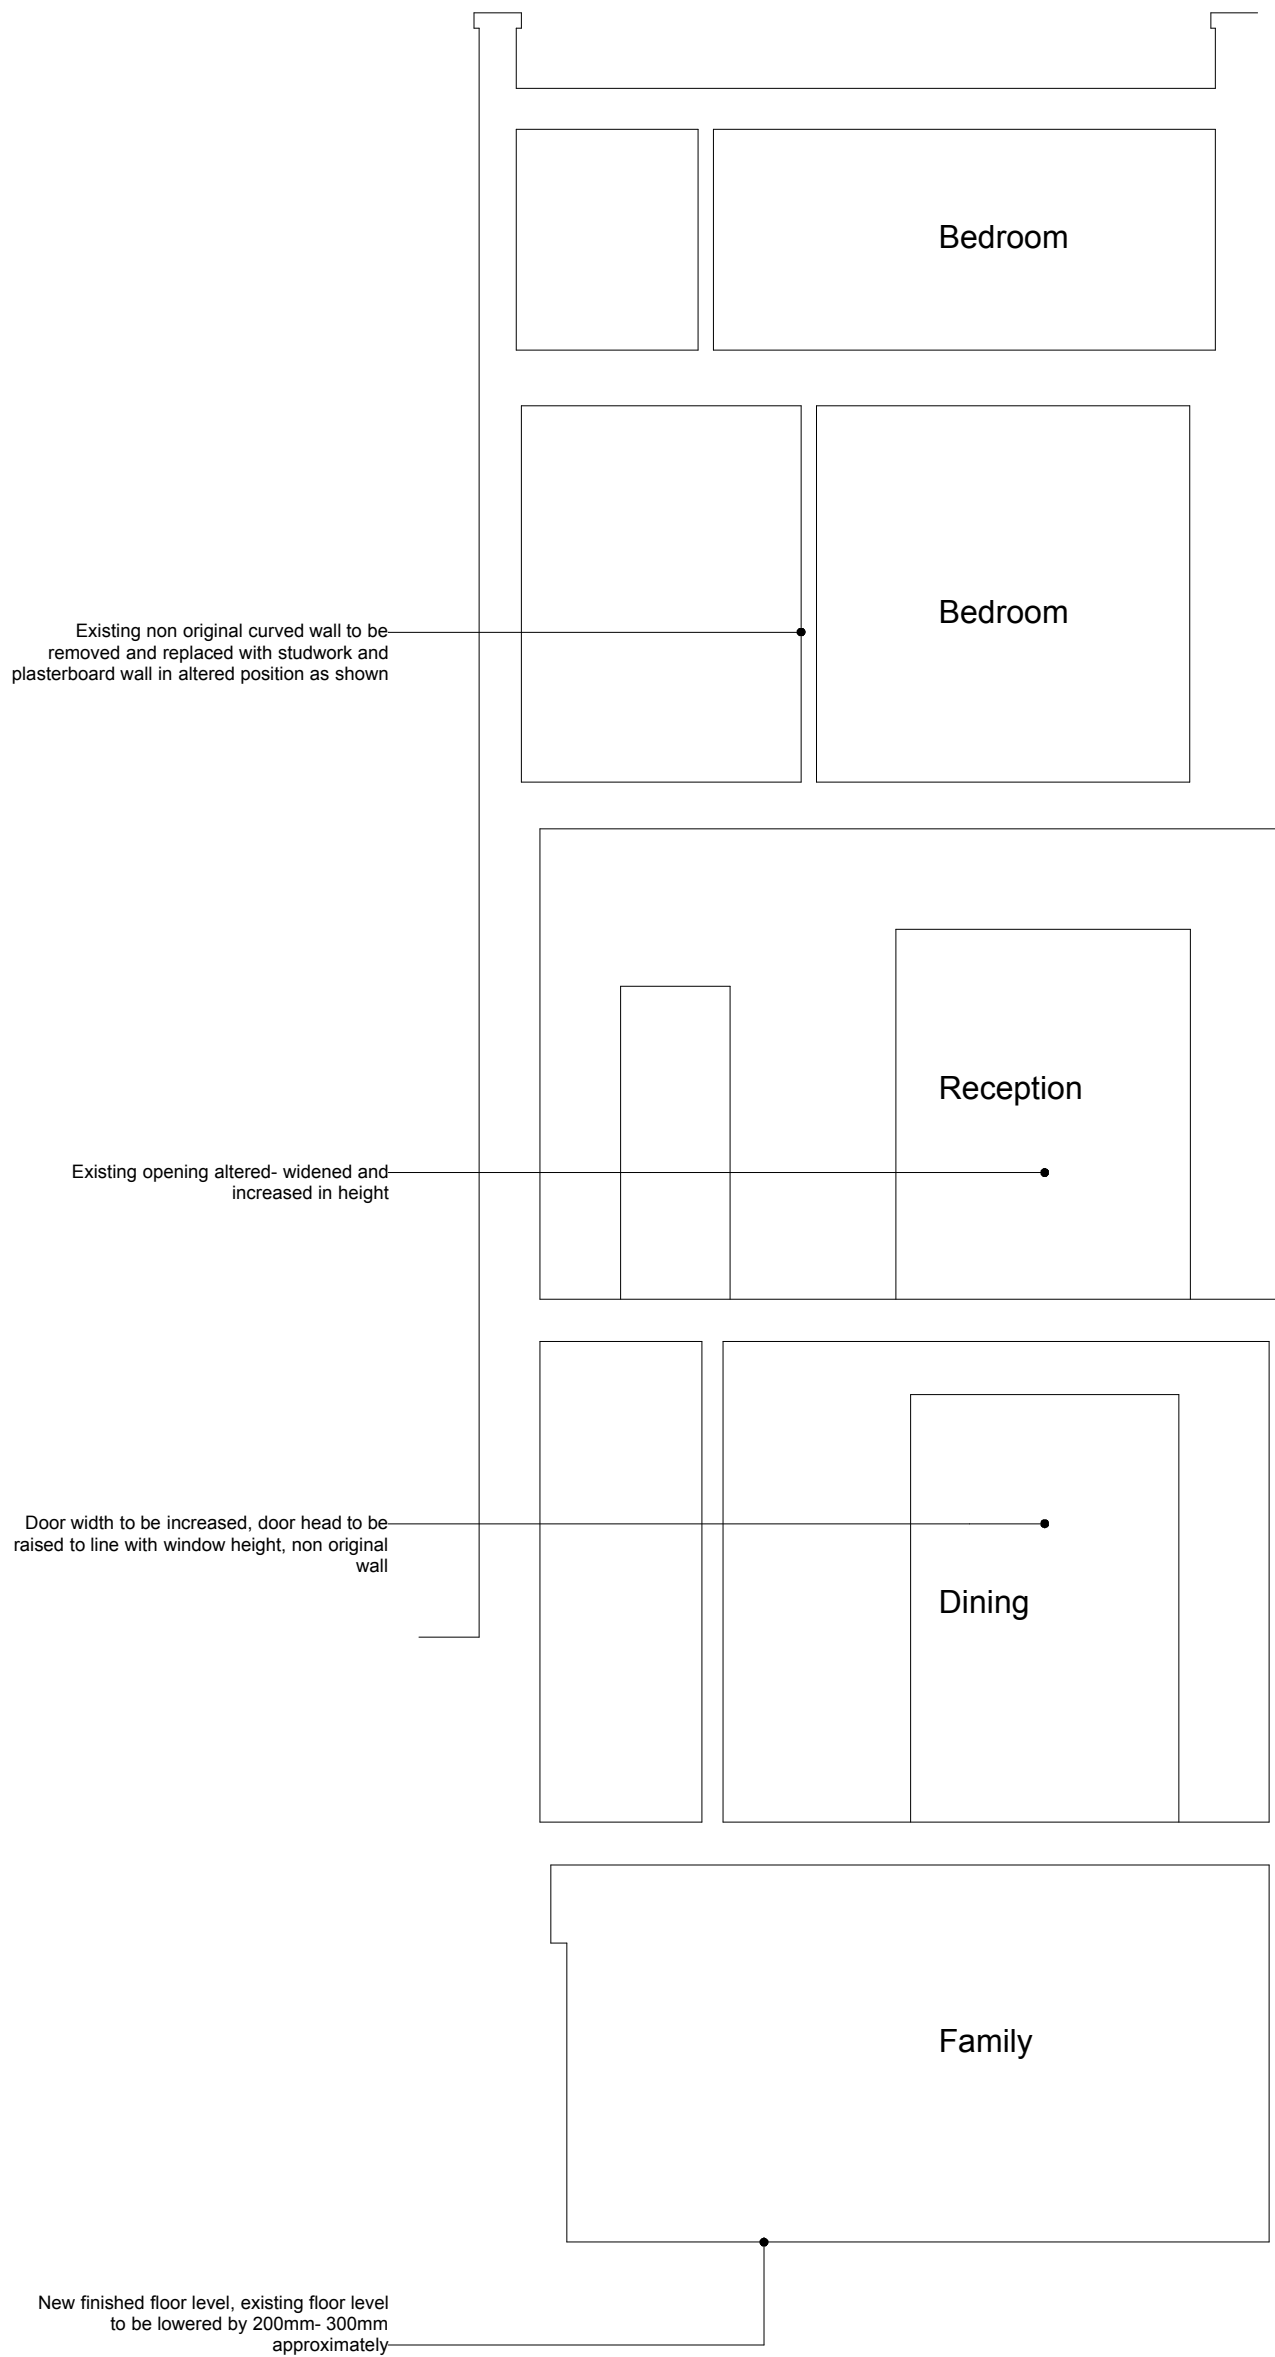 Bedroom
Bedroom
Existing non original curved wall to be
removed and replaced with studwork and
plasterboard wall in altered position as shown
Reception
Existing opening altered- widened and
increased in height
Door width to be increased, door head to be
raised to line with window height, non original
wall
Dining
Family
New finished floor level, existing floor level
to be lowered by 200mm- 300mm
approximately